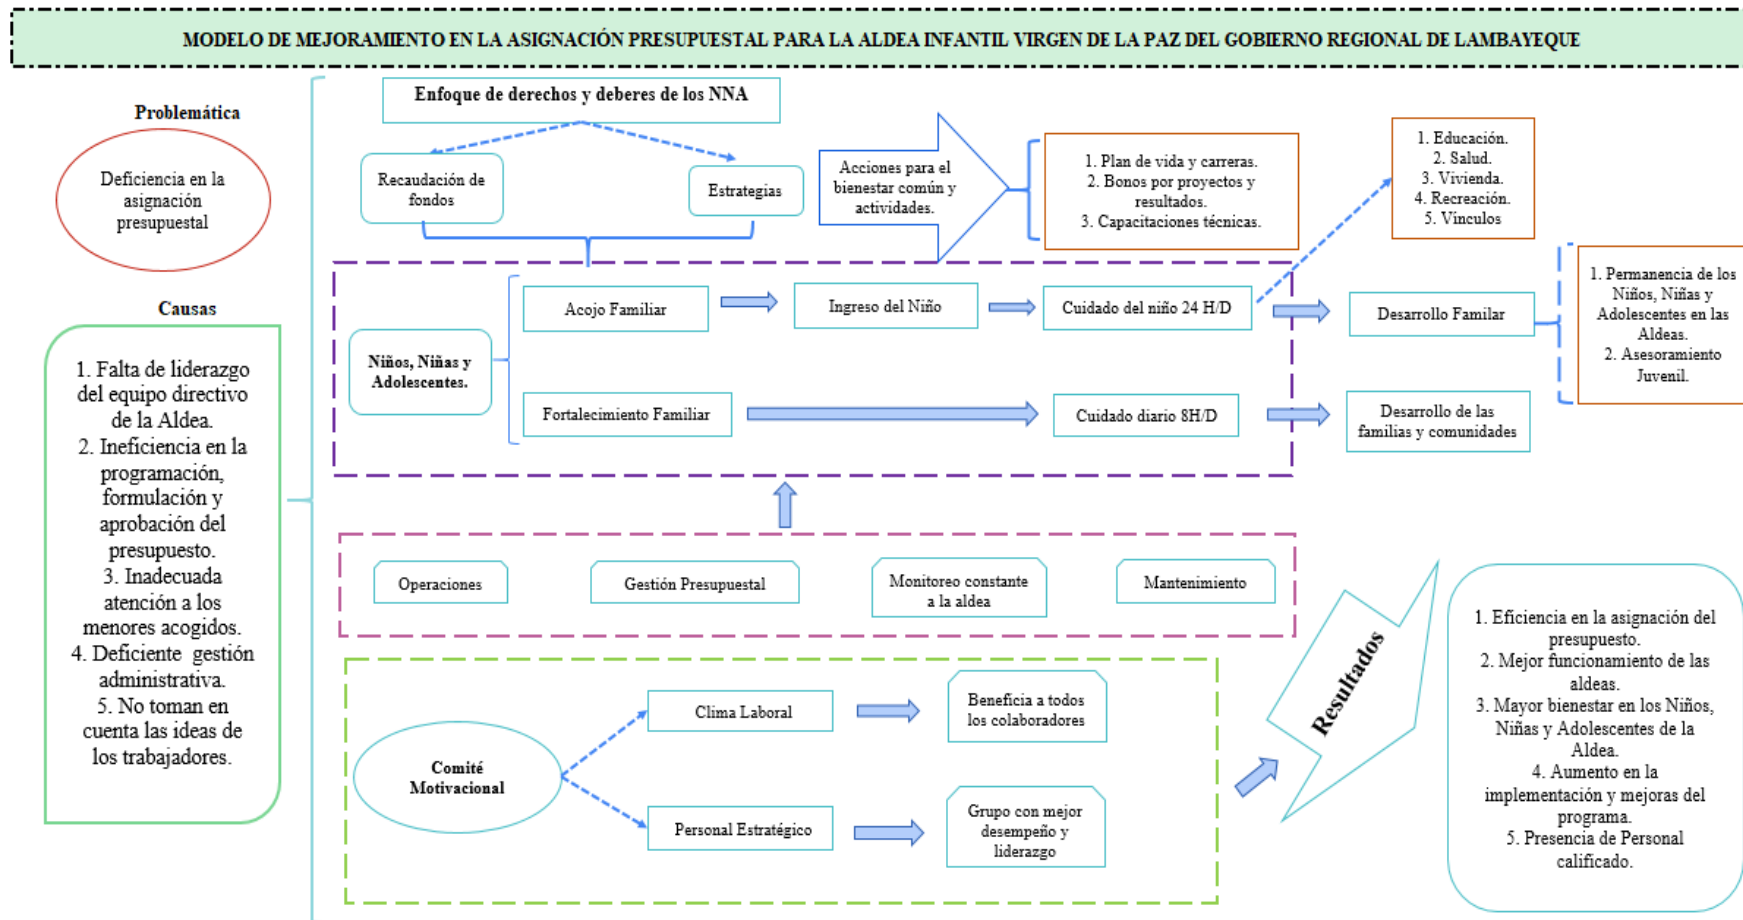 MODELO DE MEJORAMIENTO EN LA ASIGNACIÓN PRESUPUESTAL PARA LA ALDEA INFANTIL VIRGEN DE LA PAZ DEL GOBIERNO REGIONAL DE LAMBAYEQUE
Problemática
Deficiencia en la
asignación
presupuestal
Causas
1. Falta de liderazgo
del equipo directivo
de la Aldea.
2. Ineficiencia en la
programación,
formulación y
aprobación del
presupuesto.
3. Inadecuada
atención a los
menores acogidos.
4. Deficiente gestión
administrativa.
5. No toman en
cuenta las ideas de
los trabajadores.
Enfoque de derechos y deberes de los NNA
Recaudación de
fondos
Estrategias
Acciones para el
bienestar común y
actividades.
1. Plan de vida y carreras.
2. Bonos por proyectos y
resultados.
3. Capacitaciones técnicas.
1. Educación.
2. Salud.
3. Vivienda.
4. Recreación.
5. Vínculos
Niños, Niñas y
Adolescentes.
Acojo Familiar
Ingreso del Niño
Cuidado del niño 24 H/D
Desarrollo Familar
1. Permanencia de los
Niños, Niñas y
Adolescentes en las
Aldeas.
2. Asesoramiento
Juvenil.
Fortalecimiento Familiar
Cuidado diario 8H/D
Desarrollo de las
familias y comunidades
Operaciones
Gestión Presupuestal
Monitoreo constante
a la aldea
Mantenimiento
Comité
Motivacional
Clima Laboral
Beneficia a todos
los colaboradores
Personal Estratégico
Grupo con mejor
desempeño y
liderazgo
Resultados
1. Eficiencia en la asignación del
presupuesto.
2. Mejor funcionamiento de las
aldeas.
3. Mayor bienestar en los Niños,
Niñas y Adolescentes de la
Aldea.
4. Aumento en la
implementación y mejoras del
programa.
5. Presencia de Personal
calificado.